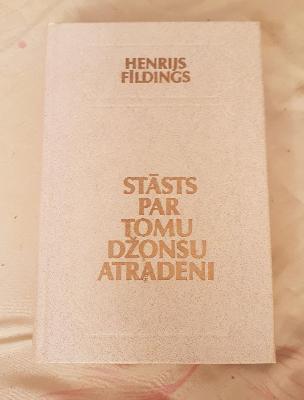 HENRIJS
FĪLDINGS
STĀSTS
PAR
TOMU
DŽONSU
ATRADENI